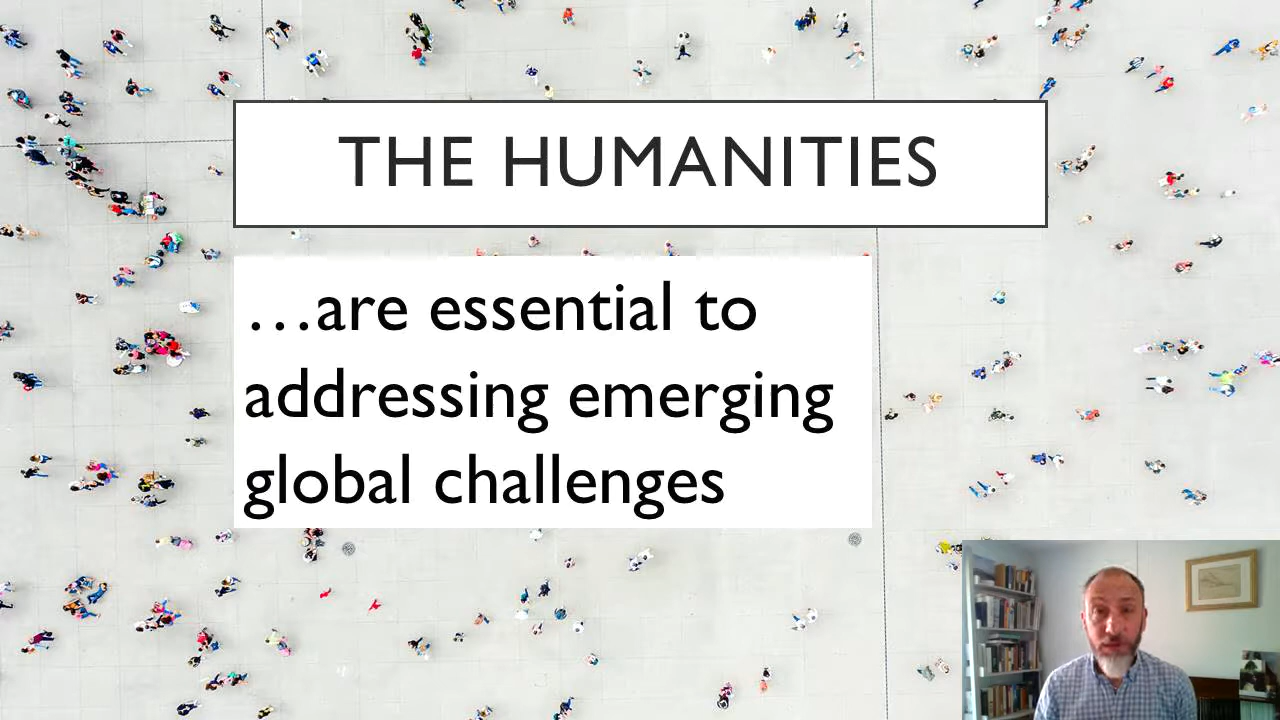 THE HUMANITIES
…are essential to
addressing emerging
global challenges